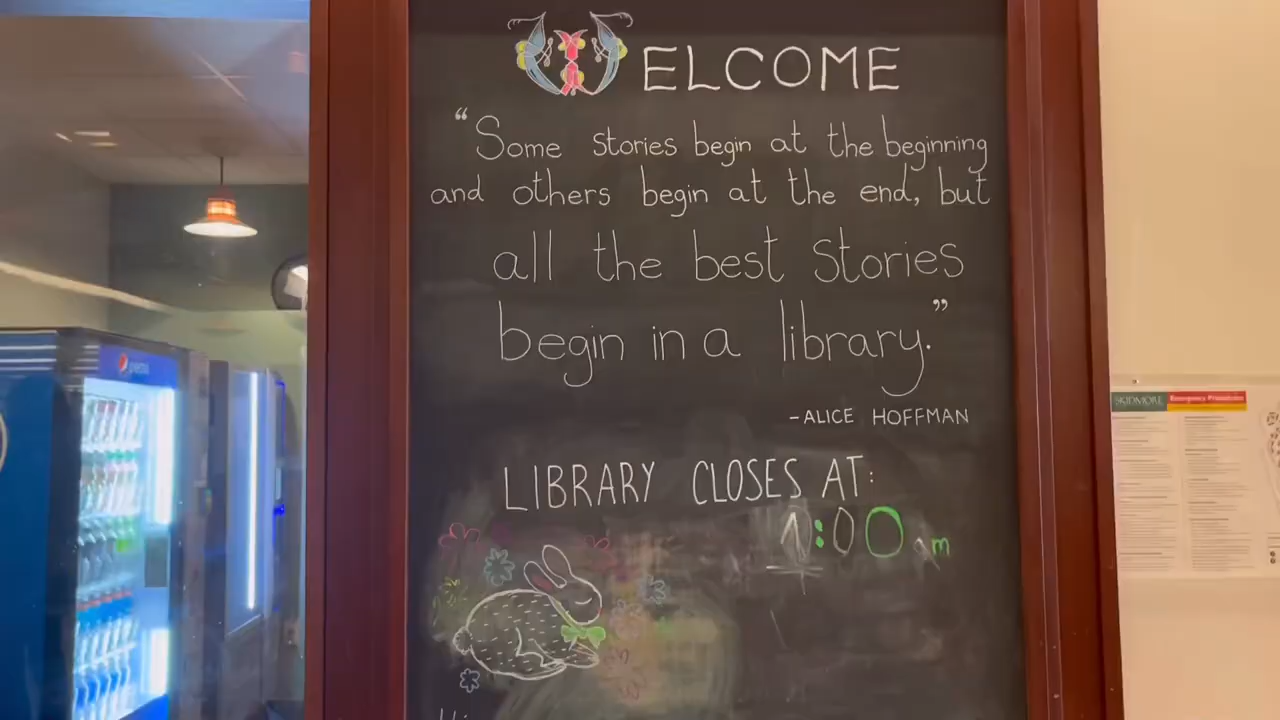 WELCOME
“Some stories begin at the beginning
and others begin at the end, but
all the best stories
begin in a library.”
-ALICE HOFFMAN
LIBRARY CLOSES AT:
1:00 am
pepsi
SKIDMORE Emergency Procedures